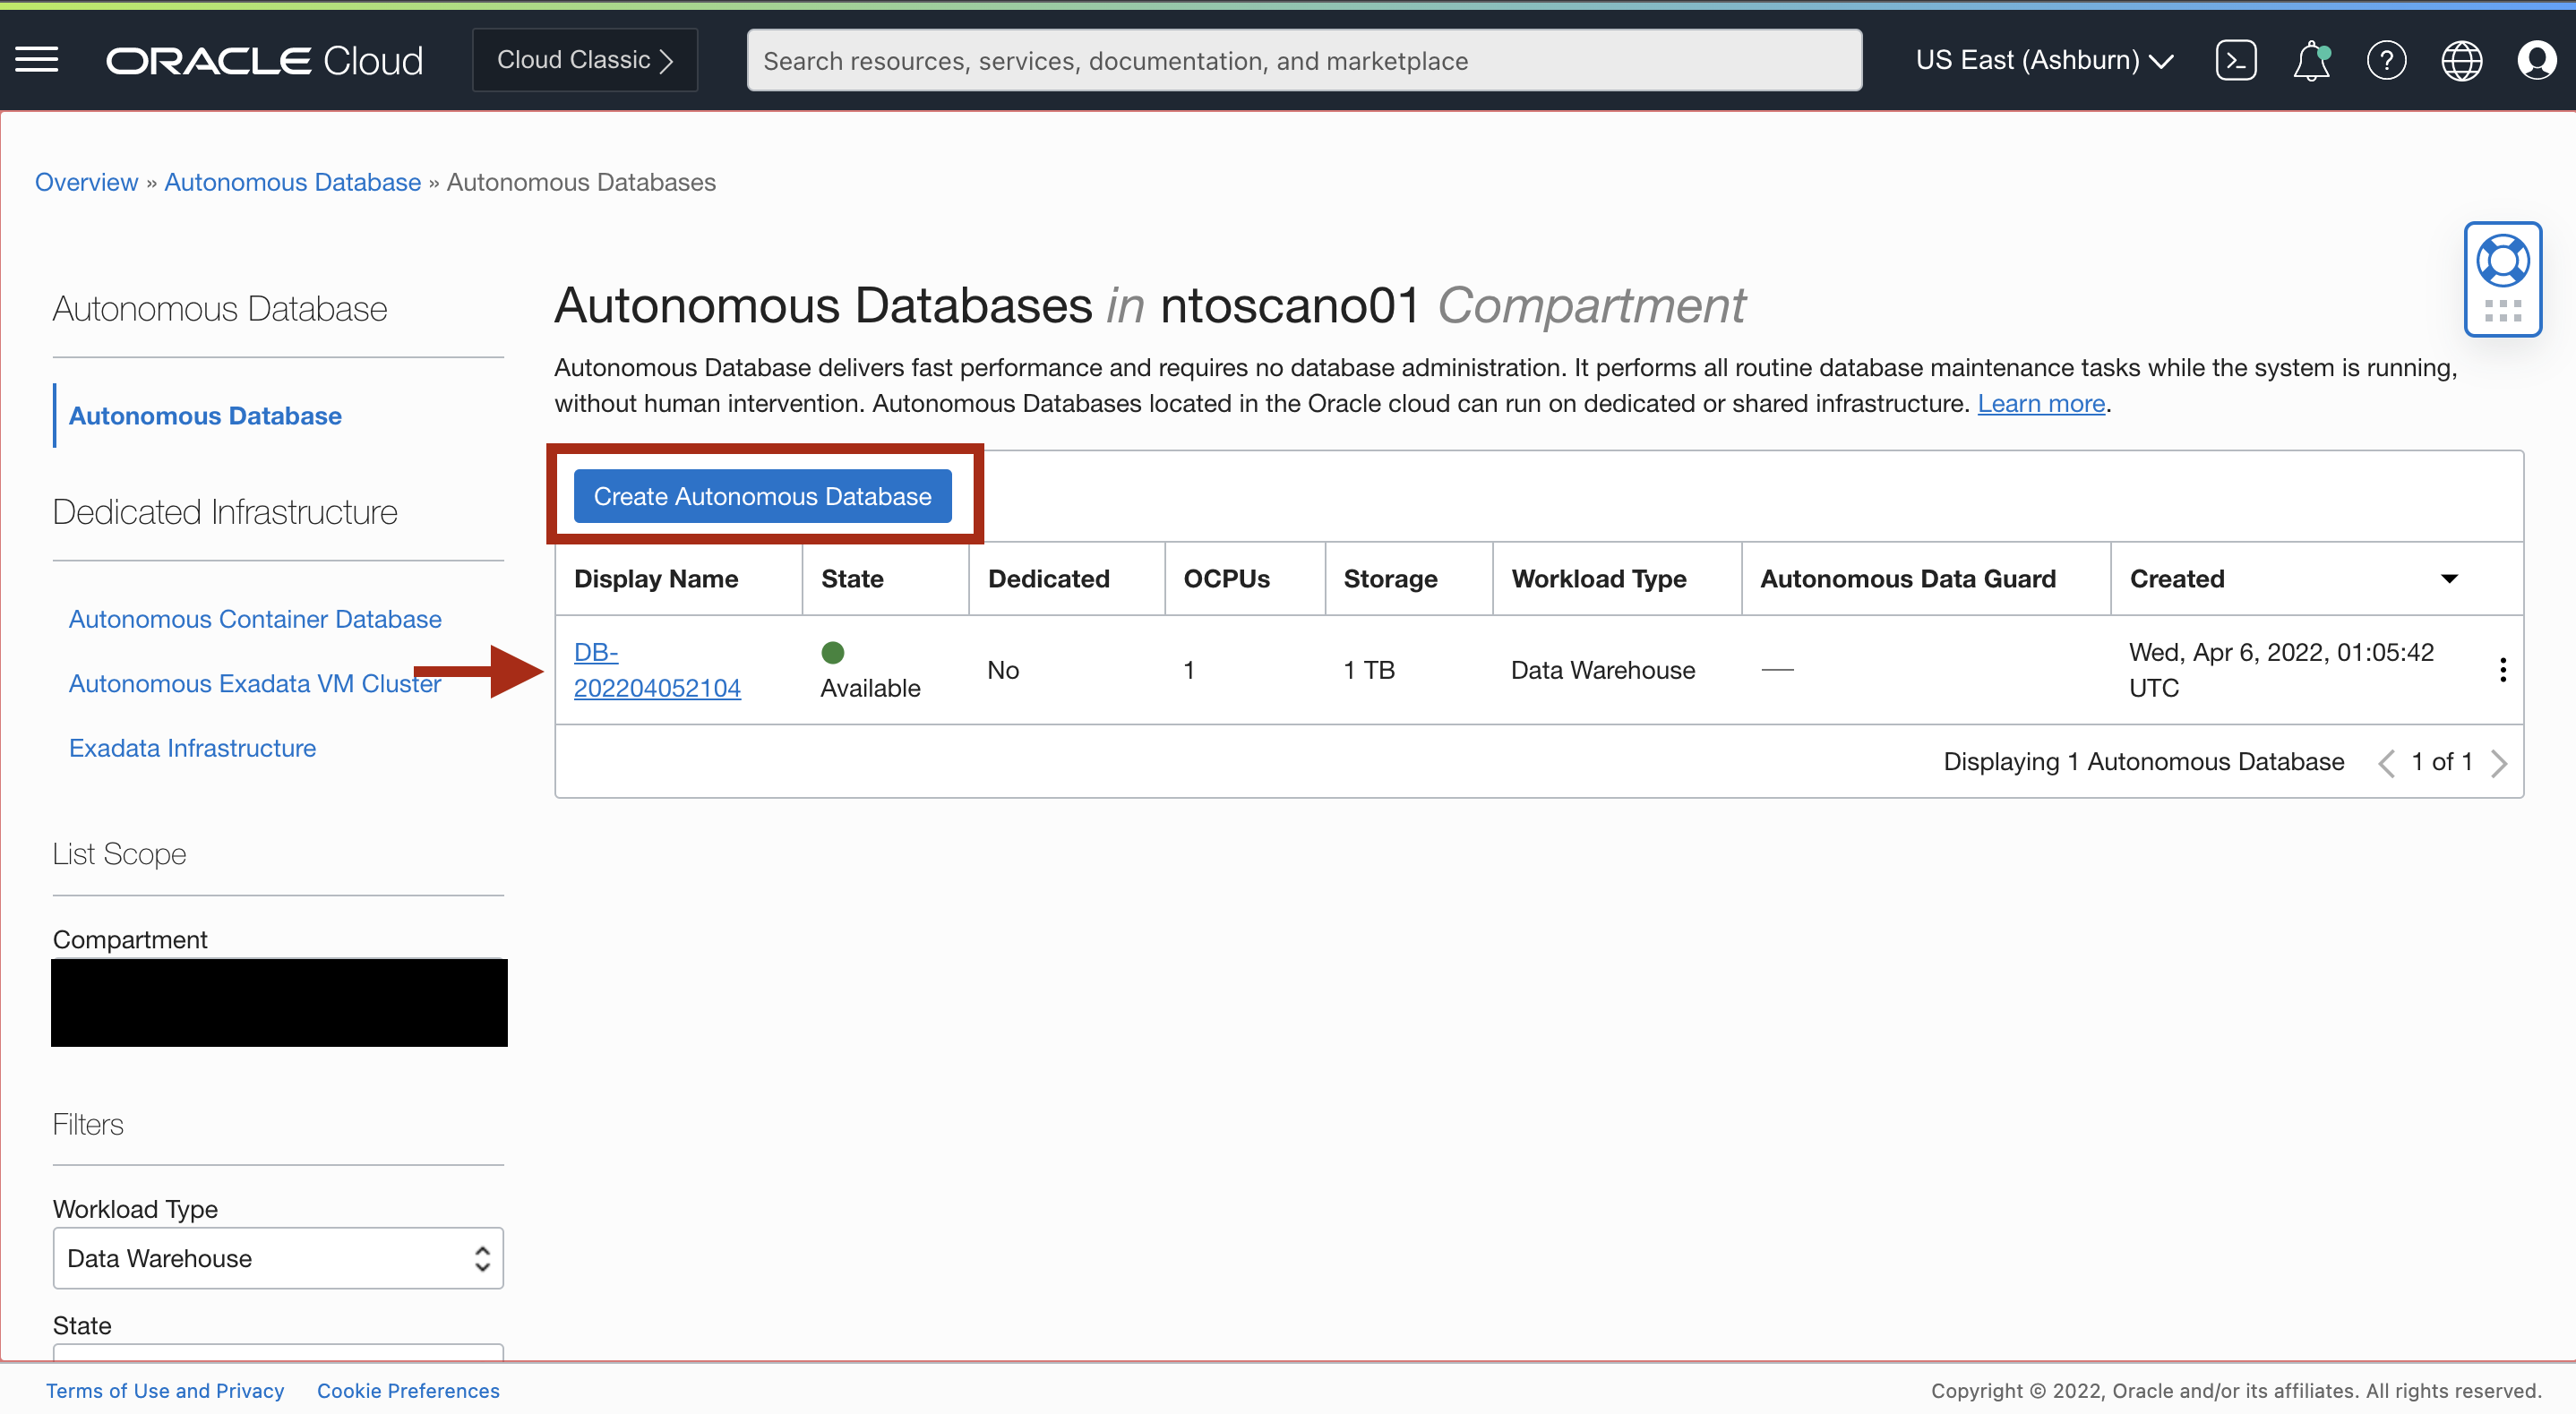 ORACLE Cloud
Cloud Classic
Search resources, services, documentation, and marketplace
US East (Ashburn)
Overview » Autonomous Database » Autonomous Databases
Autonomous Database
Autonomous Database
Dedicated Infrastructure
Autonomous Container Database
Autonomous Exadata VM Cluster
Exadata Infrastructure
List Scope
Compartment
Filters
Workload Type
Data Warehouse
State
Autonomous Databases in ntoscano01 Compartment
Autonomous Database delivers fast performance and requires no database administration. It performs all routine database maintenance tasks while the system is running,
without human intervention. Autonomous Databases located in the Oracle cloud can run on dedicated or shared infrastructure. Learn more.
Create Autonomous Database
Display Name State Dedicated OCPUs Storage Workload Type Autonomous Data Guard Created
DB-
202204052104 Available No 1 1 TB Data Warehouse — Wed, Apr 6, 2022, 01:05:42
UTC
Displaying 1 Autonomous Database 1 of 1
Terms of Use and Privacy Cookie Preferences
Copyright © 2022, Oracle and/or its affiliates. All rights reserved.